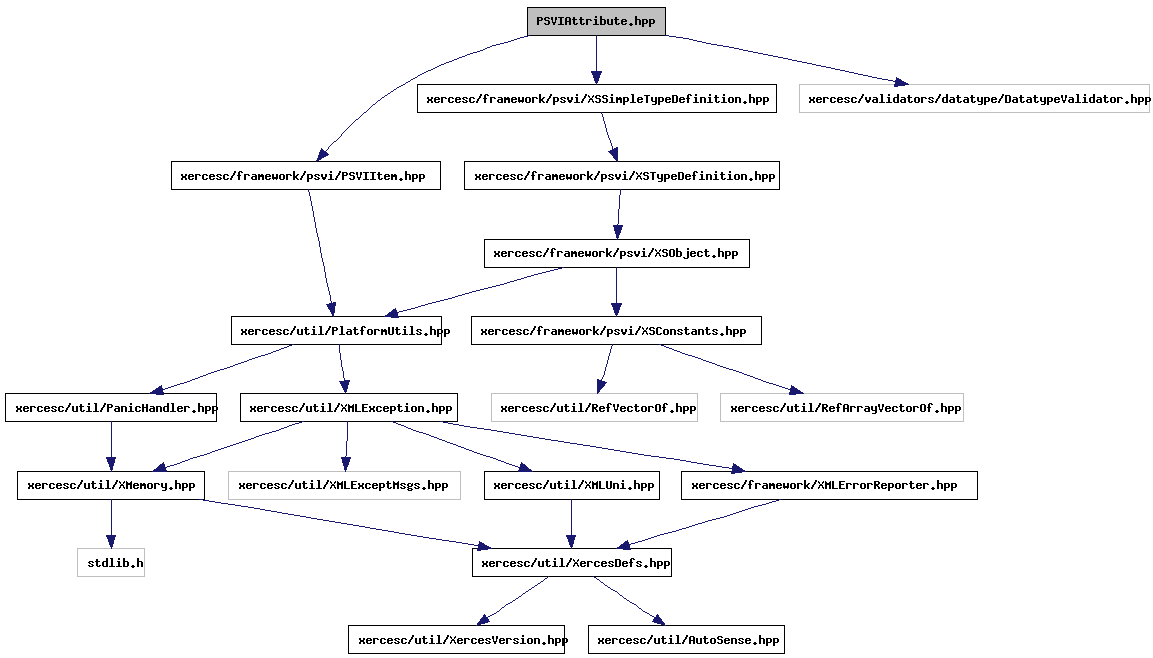 PSVIAttribute.hpp
xercesc/framework/psvi/XSSimpleTypeDefinition.hpp
xercesc/validators/datatype/DatatypeValidator.hpp
xercesc/framework/psvi/PSVIItem.hpp
xercesc/framework/psvi/XSTypeDefinition.hpp
xercesc/framework/psvi/XSObject.hpp
xercesc/util/PlatformUtils.hpp
xercesc/framework/psvi/XSConstants.hpp
xercesc/util/PanicHandler.hpp
xercesc/util/XMLException.hpp
xercesc/util/RefVectorOf.hpp
xercesc/util/RefArrayVectorOf.hpp
xercesc/util/XMemory.hpp
xercesc/util/XMLExceptMsgs.hpp
xercesc/util/XMLUni.hpp
xercesc/framework/XMLErrorReporter.hpp
stdlib.h
xercesc/util/XercesDefs.hpp
xercesc/util/XercesVersion.hpp
xercesc/util/AutoSense.hpp